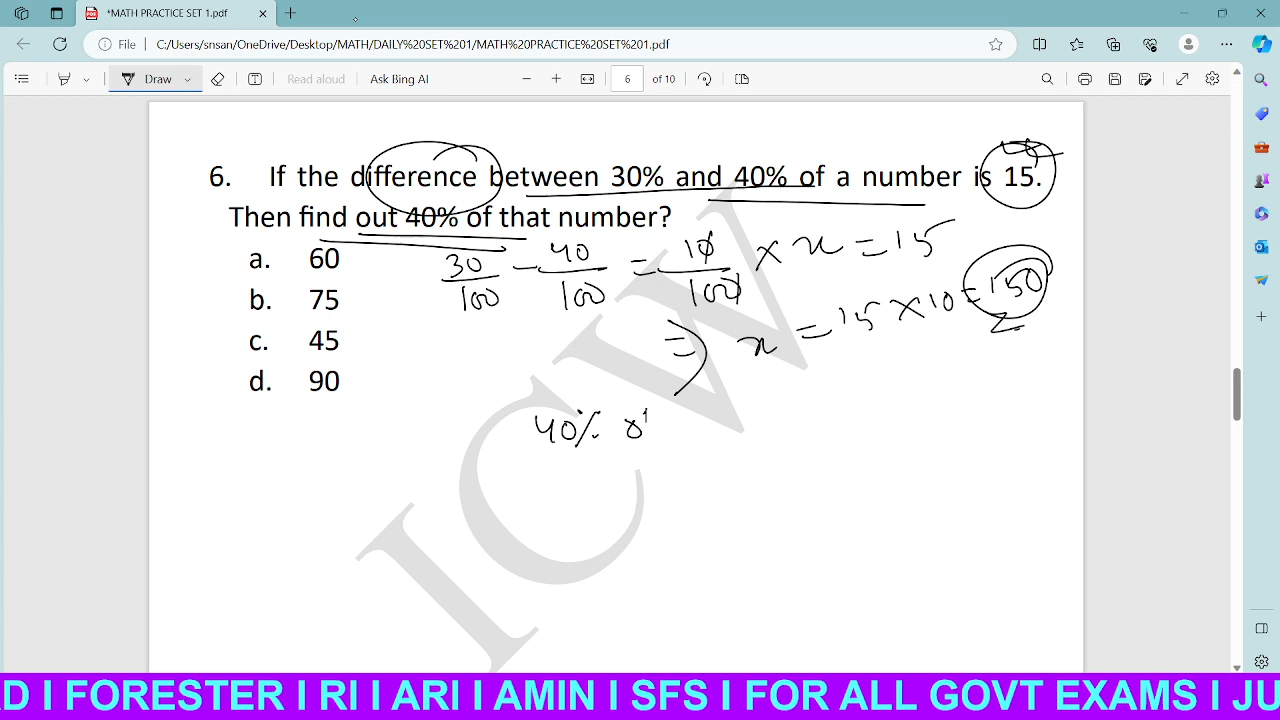 *MATH PRACTICE SET 1.pdf
File C:/Users/snsan/OneDrive/Desktop/MATH/DAILY%20SET%201/MATH%20PRACTICE%20SET%201.pdf
Draw Read aloud Ask Bing AI 6 of 10
6. If the difference between 30% and 40% of a number is 15.
Then find out 40% of that number?
a. 60
b. 75
c. 45
d. 90
30/100 - 40/100 = 10/100 × x = 15
⇒ x = 15 × 10 = 150
40% o
ICW
D I FORESTER I RI I ARI I AMIN I SFS I FOR ALL GOVT EXAMS I JU